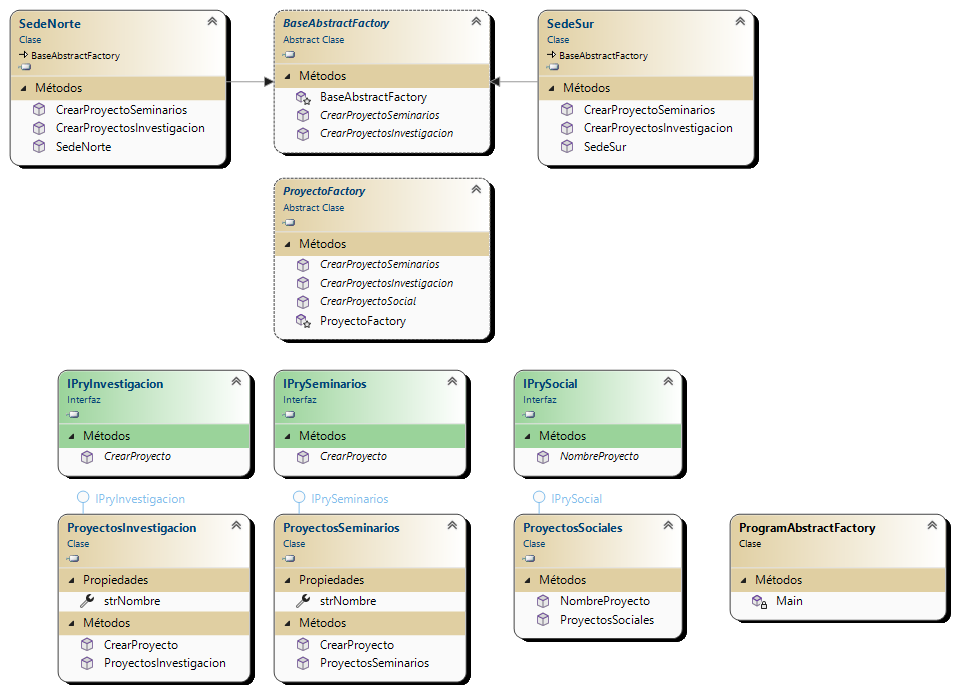 SedeNorte
Clase
BaseAbstractFactory
Métodos
CrearProyectoSeminarios
CrearProyectosInvestigacion
SedeNorte
BaseAbstractFactory
Abstract Clase
Métodos
BaseAbstractFactory
CrearProyectoSeminarios
CrearProyectosInvestigacion
SedeSur
Clase
BaseAbstractFactory
Métodos
CrearProyectoSeminarios
CrearProyectosInvestigacion
SedeSur
ProyectoFactory
Abstract Clase
Métodos
CrearProyectoSeminarios
CrearProyectosInvestigacion
CrearProyectoSocial
ProyectoFactory
IPryInvestigacion
Interfaz
Métodos
CrearProyecto
IPrySeminarios
Interfaz
Métodos
CrearProyecto
IPrySocial
Interfaz
Métodos
NombreProyecto
IPryInvestigacion
ProyectosInvestigacion
Clase
Propiedades
strNombre
Métodos
CrearProyecto
ProyectosInvestigacion
IPrySeminarios
ProyectosSeminarios
Clase
Propiedades
strNombre
Métodos
CrearProyecto
ProyectosSeminarios
IPrySocial
ProyectosSociales
Clase
Métodos
NombreProyecto
ProyectosSociales
ProgramAbstractFactory
Clase
Métodos
Main